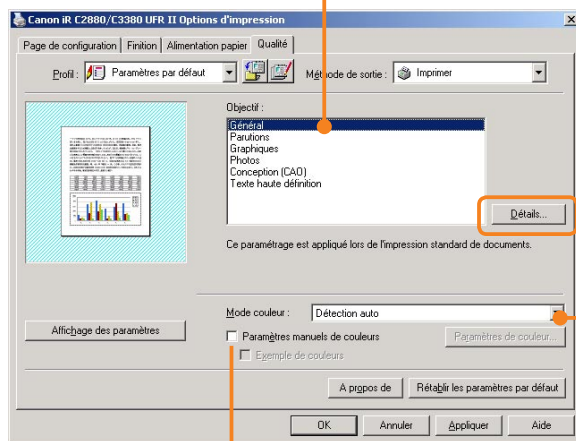 Canon iR C2880/C3380 UFR II Options d'impression
Page de configuration Finition Alimentation papier Qualité
Profil : Paramètres par défaut Méthode de sortie : Imprimer
Objectif :
Général
Parutions
Graphiques
Photos
Conception (CAO)
Texte haute définition
Détails...
Ce paramétrage est appliqué lors de l'impression standard de documents.
Mode couleur : Détection auto
Affichage des paramètres
Paramètres manuels de couleurs Paramètres de couleur...
Exemple de couleurs
A propos de Rétablir les paramètres par défaut
OK Annuler Appliquer Aide